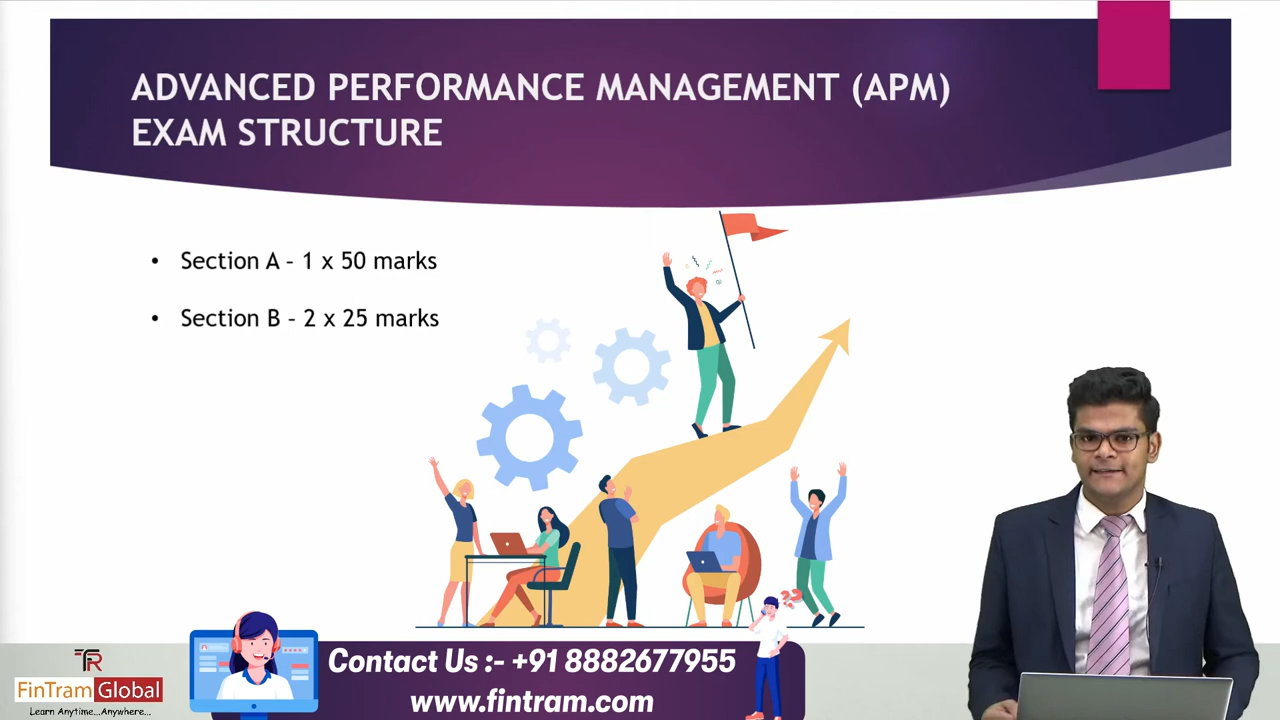 ADVANCED PERFORMANCE MANAGEMENT (APM)
EXAM STRUCTURE
• Section A – 1 x 50 marks
• Section B – 2 x 25 marks
TR
FinTram Global
Learn Anytime...Anywhere...
Contact Us :- +91 8882677955
www.fintram.com
??